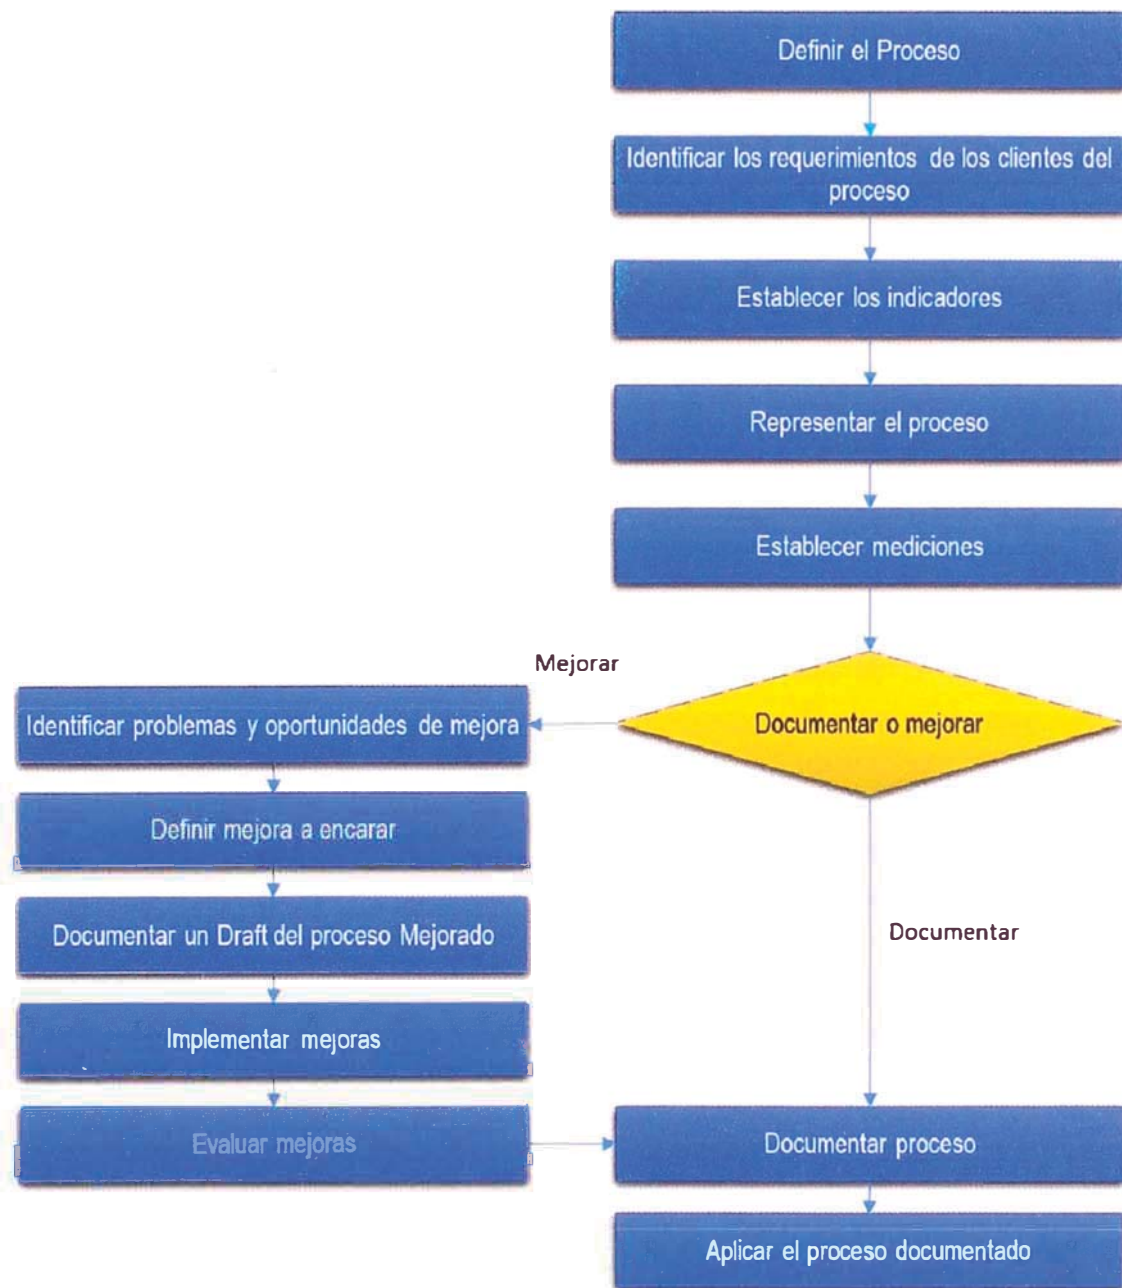 Definir el Proceso
Identificar los requerimientos de los clientes del
proceso
Establecer los indicadores
Representar el proceso
Establecer mediciones
Documentar o mejorar
Mejorar
Identificar problemas y oportunidades de mejora
Definir mejora a encarar
Documentar un Draft del proceso Mejorado
Implementar mejoras
Evaluar mejoras
Documentar
Documentar proceso
Aplicar el proceso documentado